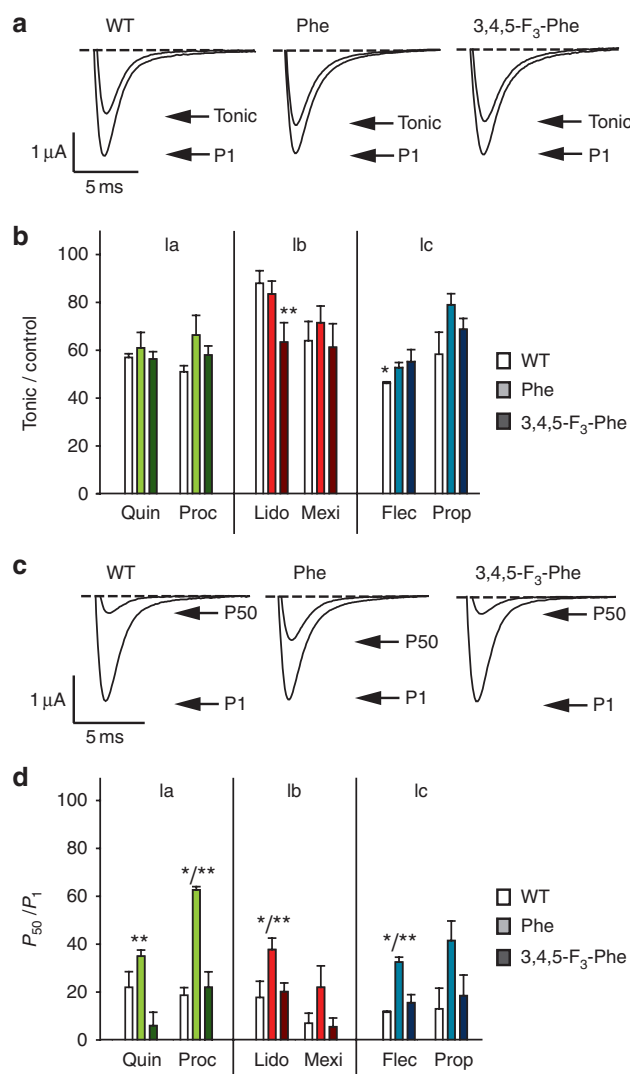 a
WT Phe 3,4,5-F₃-Phe
Tonic Tonic Tonic
1 µA P1 P1 P1
5 ms
b
Ia Ib Ic
100
80
60
40
20
0
Tonic / control
** *
WT
Phe
3,4,5-F₃-Phe
Quin Proc Lido Mexi Flec Prop
c
WT Phe 3,4,5-F₃-Phe
P50 P50 P50
1 µA P1 P1 P1
5 ms
d
Ia Ib Ic
100
80
60
40
20
0
P₅₀/P₁
** */** */** */**
WT
Phe
3,4,5-F₃-Phe
Quin Proc Lido Mexi Flec Prop